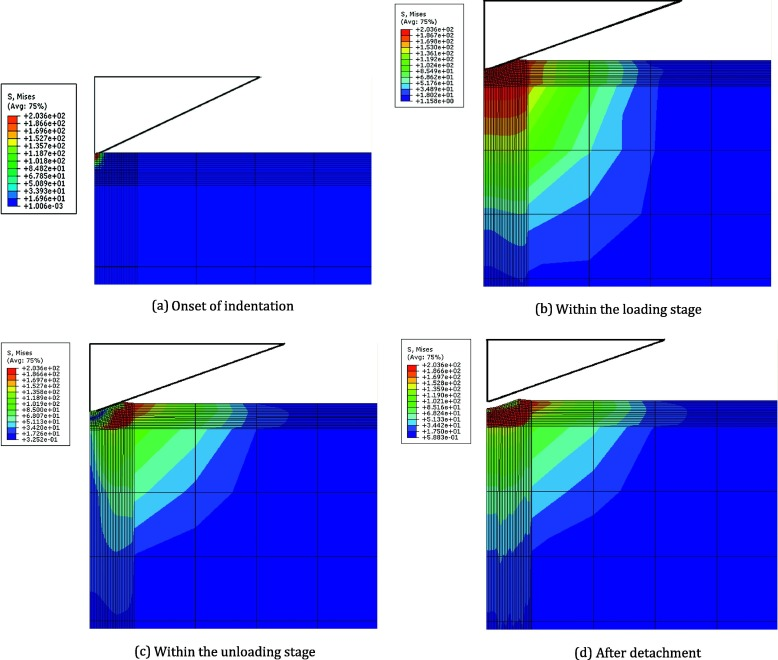 S, Mises
(Avg: 75%)
+2.036e+02
+1.866e+02
+1.696e+02
+1.527e+02
+1.357e+02
+1.187e+02
+1.018e+02
+8.482e+01
+6.785e+01
+5.089e+01
+3.393e+01
+1.696e+01
+1.006e-03
(a) Onset of indentation
S, Mises
(Avg: 75%)
+2.036e+02
+1.867e+02
+1.698e+02
+1.530e+02
+1.361e+02
+1.192e+02
+1.024e+02
+8.549e+01
+6.862e+01
+5.176e+01
+3.489e+01
+1.802e+01
+1.158e+00
(b) Within the loading stage
S, Mises
(Avg: 75%)
+2.036e+02
+1.866e+02
+1.697e+02
+1.527e+02
+1.358e+02
+1.189e+02
+1.019e+02
+8.500e+01
+6.807e+01
+5.113e+01
+3.420e+01
+1.726e+01
+3.252e-01
(c) Within the unloading stage
S, Mises
(Avg: 75%)
+2.036e+02
+1.866e+02
+1.697e+02
+1.528e+02
+1.359e+02
+1.190e+02
+1.021e+02
+8.516e+01
+6.824e+01
+5.133e+01
+3.442e+01
+1.750e+01
+5.883e-01
(d) After detachment